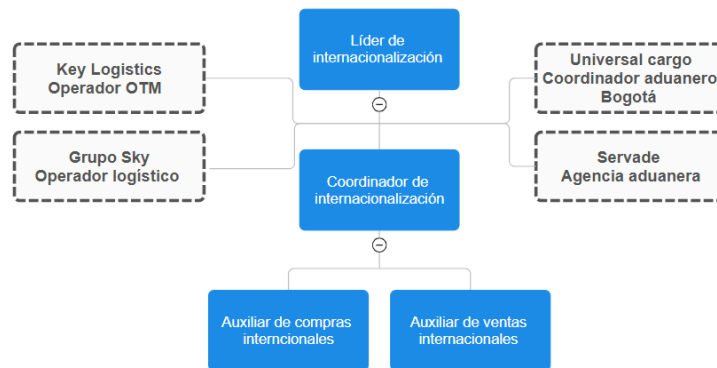 Líder de
internacionalización
Key Logistics
Operador OTM
Universal cargo
Coordinador aduanero
Bogotá
Grupo Sky
Operador logístico
Coordinador de
internacionalización
Servade
Agencia aduanera
Auxiliar de compras
interncionales
Auxiliar de ventas
internacionales